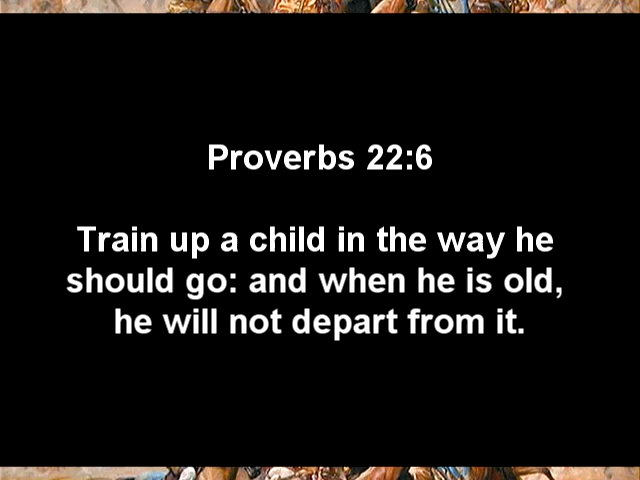 Proverbs 22:6
Train up a child in the way he
should go: and when he is old,
he will not depart from it.